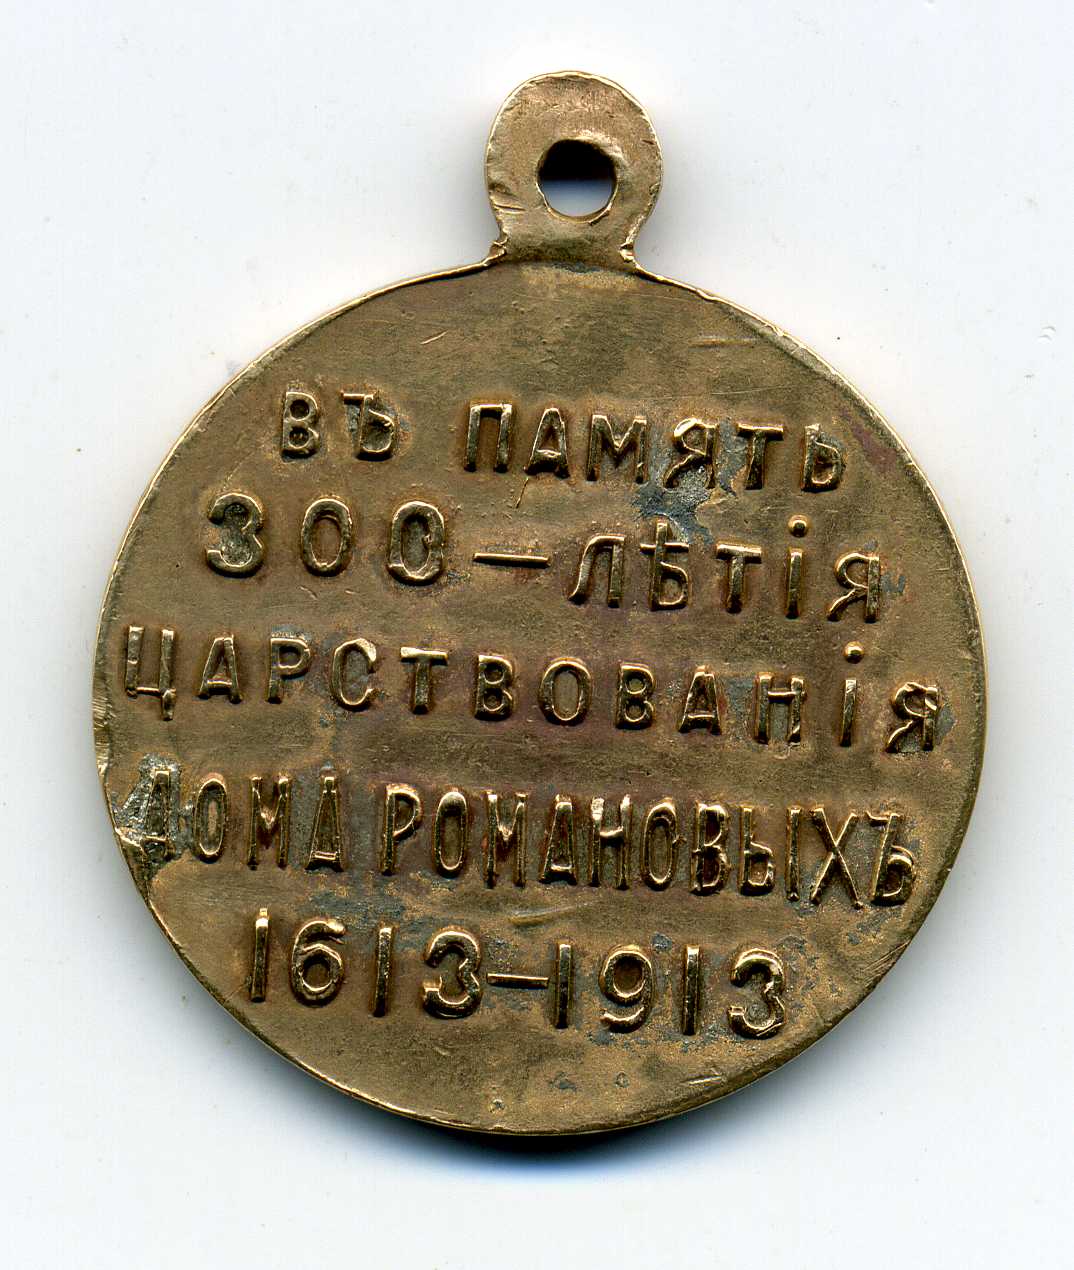 ВЪ ПАМЯТЬ
300—ЛѢТІЯ
ЦАРСТВОВАНІЯ
ДОМА РОМАНОВЫХЪ
1613—1913